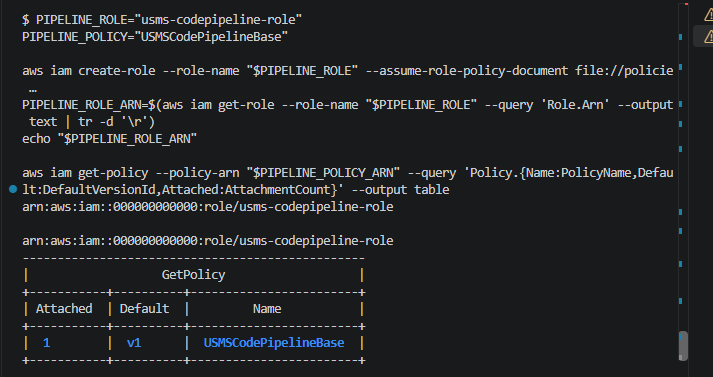 $ PIPELINE_ROLE="usms-codepipeline-role"
PIPELINE_POLICY="USMSCodePipelineBase"
aws iam create-role --role-name "$PIPELINE_ROLE" --assume-role-policy-document file://policie
…
PIPELINE_ROLE_ARN=$(aws iam get-role --role-name "$PIPELINE_ROLE" --query 'Role.Arn' --output
text | tr -d '\r')
echo "$PIPELINE_ROLE_ARN"
aws iam get-policy --policy-arn "$PIPELINE_POLICY_ARN" --query 'Policy.{Name:PolicyName,Defau
lt:DefaultVersionId,Attached:AttachmentCount}' --output table
arn:aws:iam::000000000000:role/usms-codepipeline-role
arn:aws:iam::000000000000:role/usms-codepipeline-role
---------------------------------------------
|                 GetPolicy                 |
+-----------+----------+--------------------+
| Attached  | Default  |        Name        |
+-----------+----------+--------------------+
|  1        |  v1      |  USMSCodePipelineBase  |
+-----------+----------+--------------------+